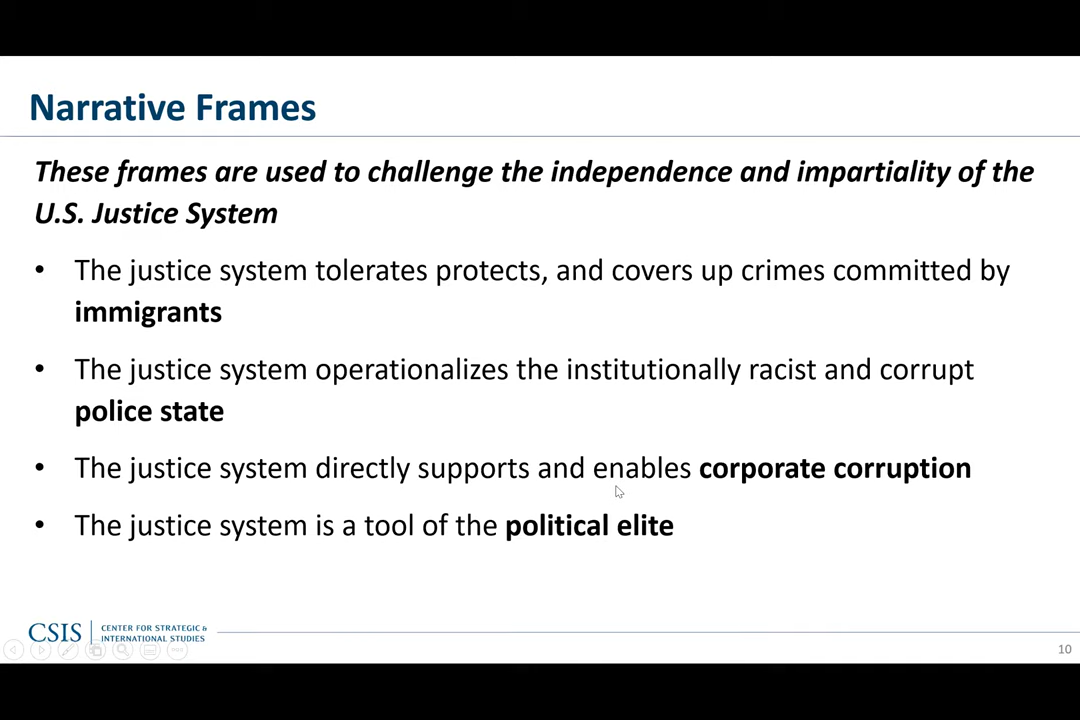 Narrative Frames
These frames are used to challenge the independence and impartiality of the
U.S. Justice System
• The justice system tolerates protects, and covers up crimes committed by
immigrants
• The justice system operationalizes the institutionally racist and corrupt
police state
• The justice system directly supports and enables corporate corruption
• The justice system is a tool of the political elite
CSIS | CENTER FOR STRATEGIC &
INTERNATIONAL STUDIES
10